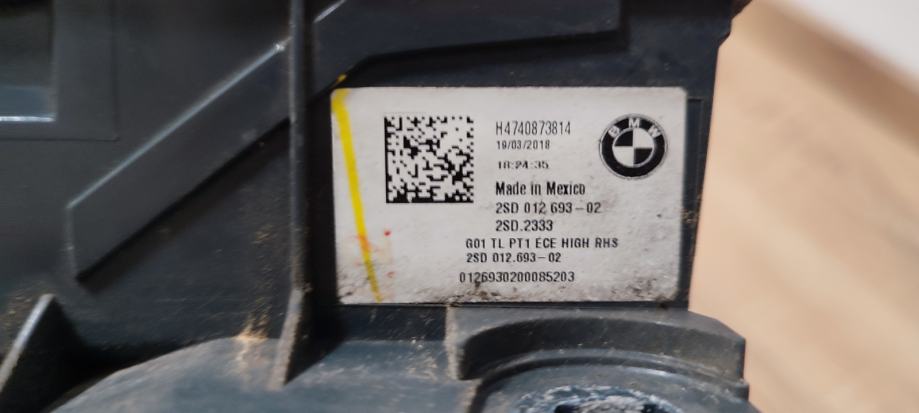 H4740873814
19/03/2018
18:24:35
BMW
Made in Mexico
2SD 012 693-02
2SD.2333
G01 TL PT1 ECE HIGH RHS
2SD 012.693-02
0126930200085203